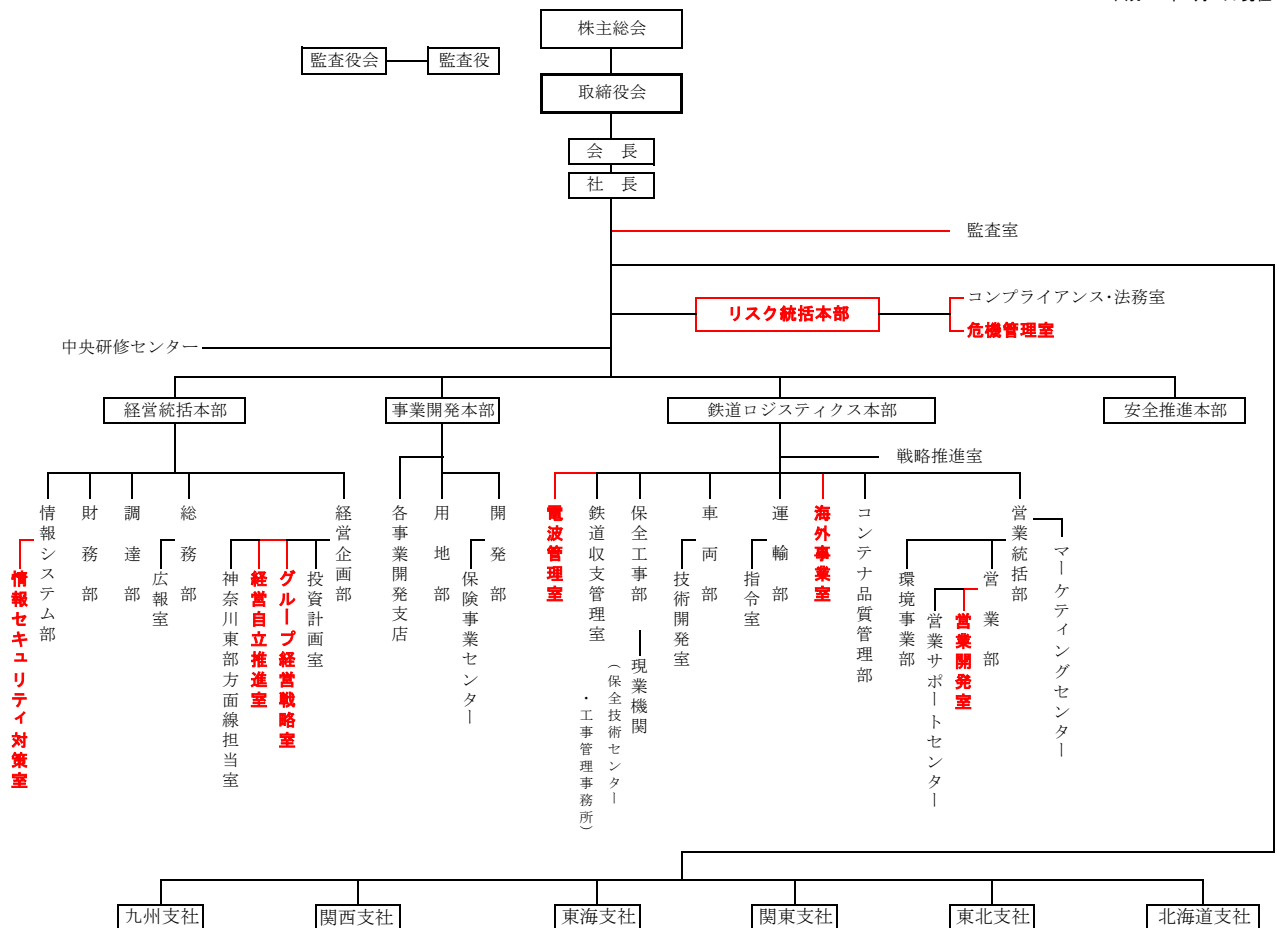 株主総会
監査役会
監査役
取締役会
会　長
社　長
監査室
リスク統括本部
コンプライアンス・法務室
危機管理室
中央研修センター
経営統括本部
事業開発本部
鉄道ロジスティクス本部
安全推進本部
戦略推進室
情報システム部
情報セキュリティ対策室
財務部
調達部
総務部
広報室
経営企画部
神奈川東部方面線担当室
経営自立推進室
グループ経営戦略室
投資計画室
各事業開発支店
用地部
開発部
保険事業センター
電波管理室
鉄道収支管理室
保全工事部
現業機関
（保全技術センター
・工事管理事務所）
車両部
技術開発室
運輸部
指令室
海外事業室
コンテナ品質管理部
営業統括部
環境事業部
営業部
営業サポートセンター
営業開発室
マーケティングセンター
九州支社
関西支社
東海支社
関東支社
東北支社
北海道支社